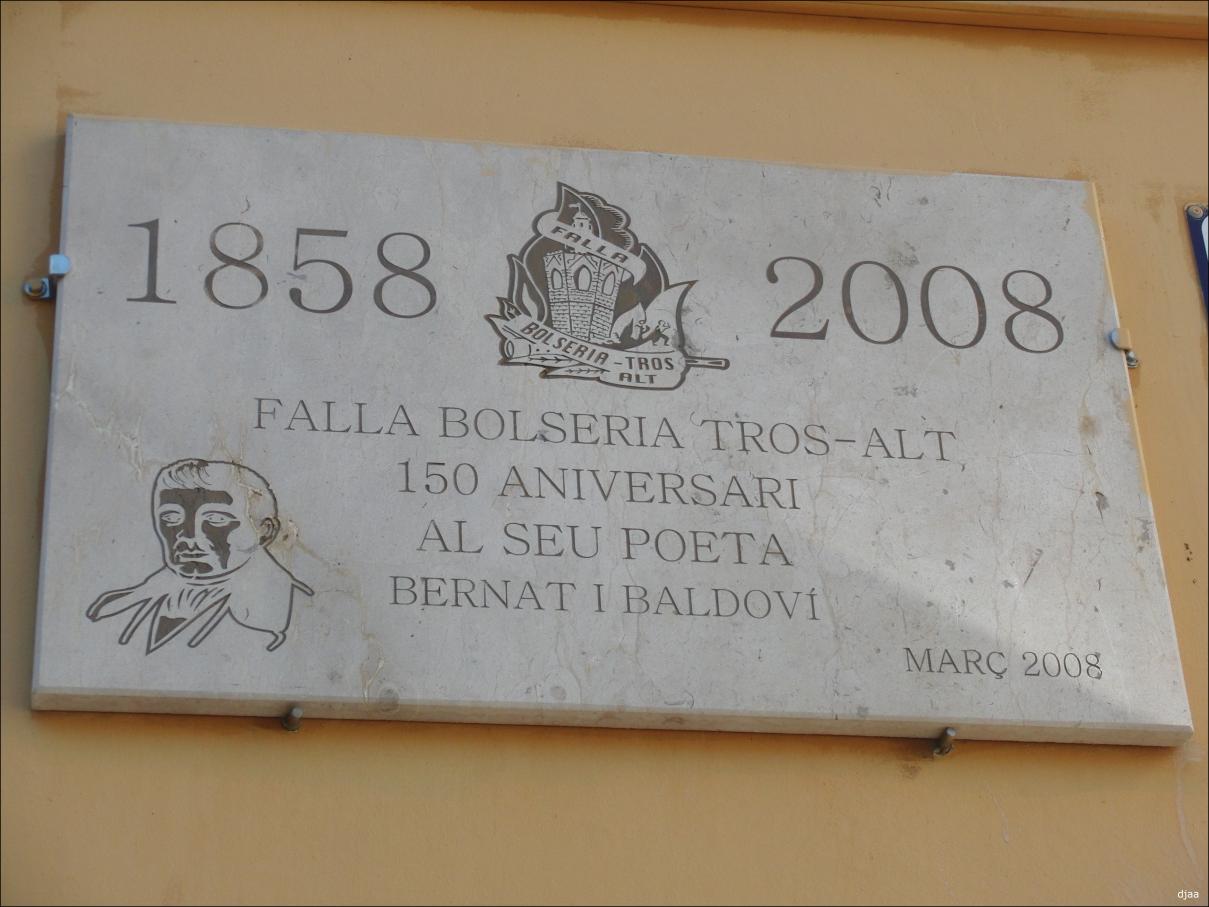 1858
FALLA
BOLSERIA-TROS
ALT
2008
FALLA BOLSERIA TROS-ALT,
150 ANIVERSARI
AL SEU POETA
BERNAT I BALDOVÍ
MARÇ 2008
djaa